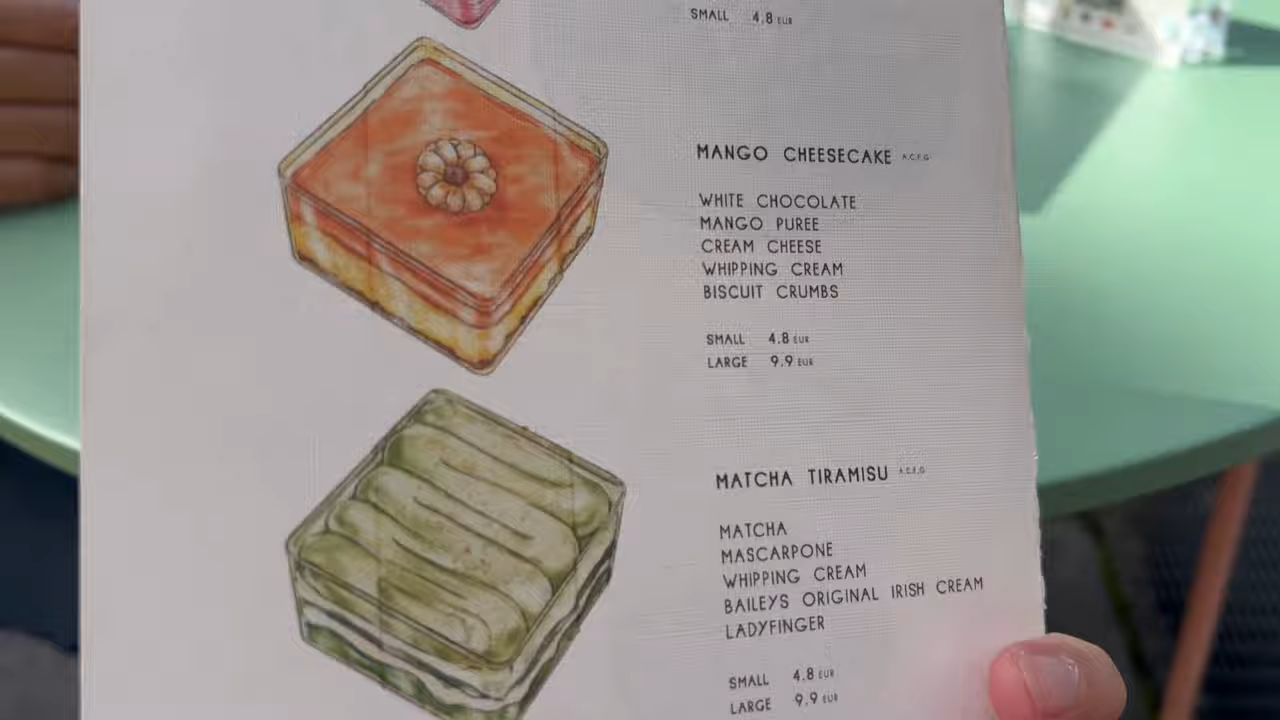 SMALL 4.8 EUR
MANGO CHEESECAKE A,C,F,G
WHITE CHOCOLATE
MANGO PUREE
CREAM CHEESE
WHIPPING CREAM
BISCUIT CRUMBS
SMALL 4.8 EUR
LARGE 9.9 EUR
MATCHA TIRAMISU A,C,F,G
MATCHA
MASCARPONE
WHIPPING CREAM
BAILEYS ORIGINAL IRISH CREAM
LADYFINGER
SMALL 4.8 EUR
LARGE 9.9 EUR